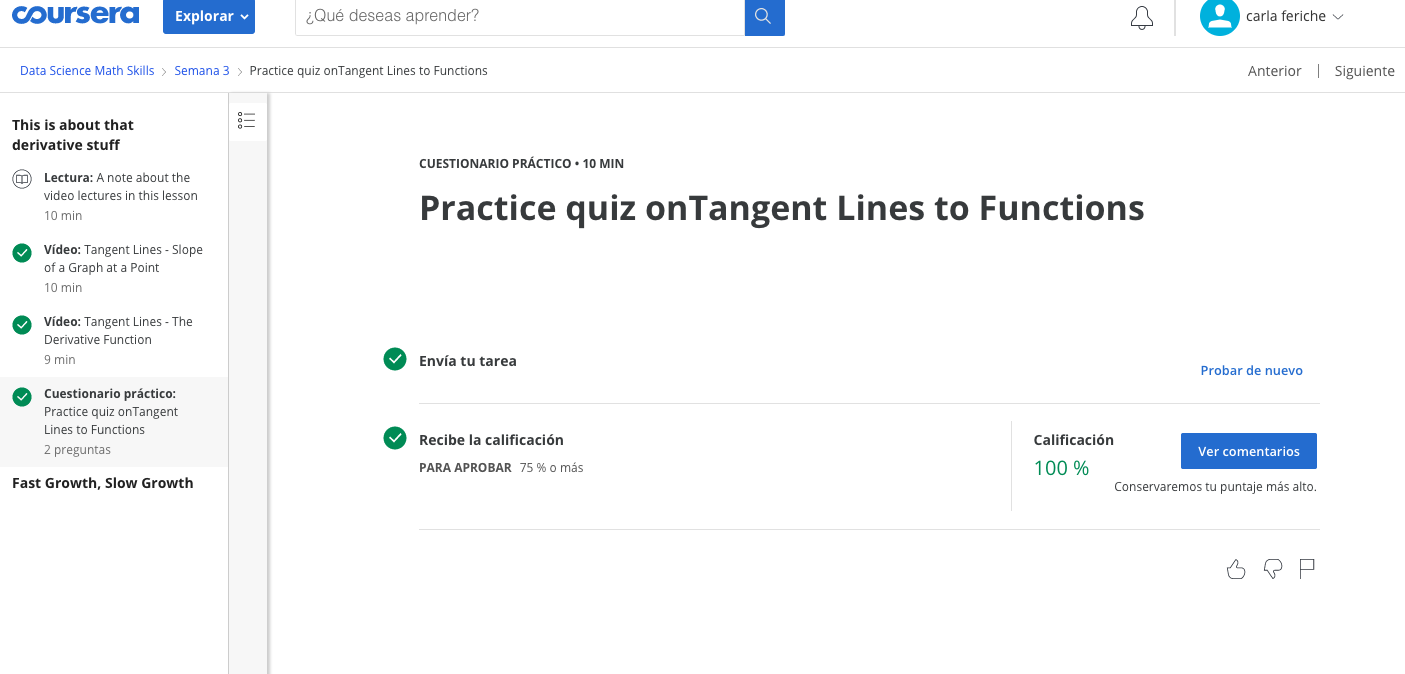 coursera
Explorar
¿Qué deseas aprender?
carla feriche
Data Science Math Skills
Semana 3
Practice quiz onTangent Lines to Functions
Anterior
Siguiente
This is about that
derivative stuff
Lectura: A note about the
video lectures in this lesson
10 min
Vídeo: Tangent Lines - Slope
of a Graph at a Point
10 min
Vídeo: Tangent Lines - The
Derivative Function
9 min
Cuestionario práctico:
Practice quiz onTangent
Lines to Functions
2 preguntas
Fast Growth, Slow Growth
CUESTIONARIO PRÁCTICO • 10 MIN
Practice quiz onTangent Lines to Functions
Envía tu tarea
Probar de nuevo
Recibe la calificación
PARA APROBAR 75 % o más
Calificación
100 %
Ver comentarios
Conservaremos tu puntaje más alto.